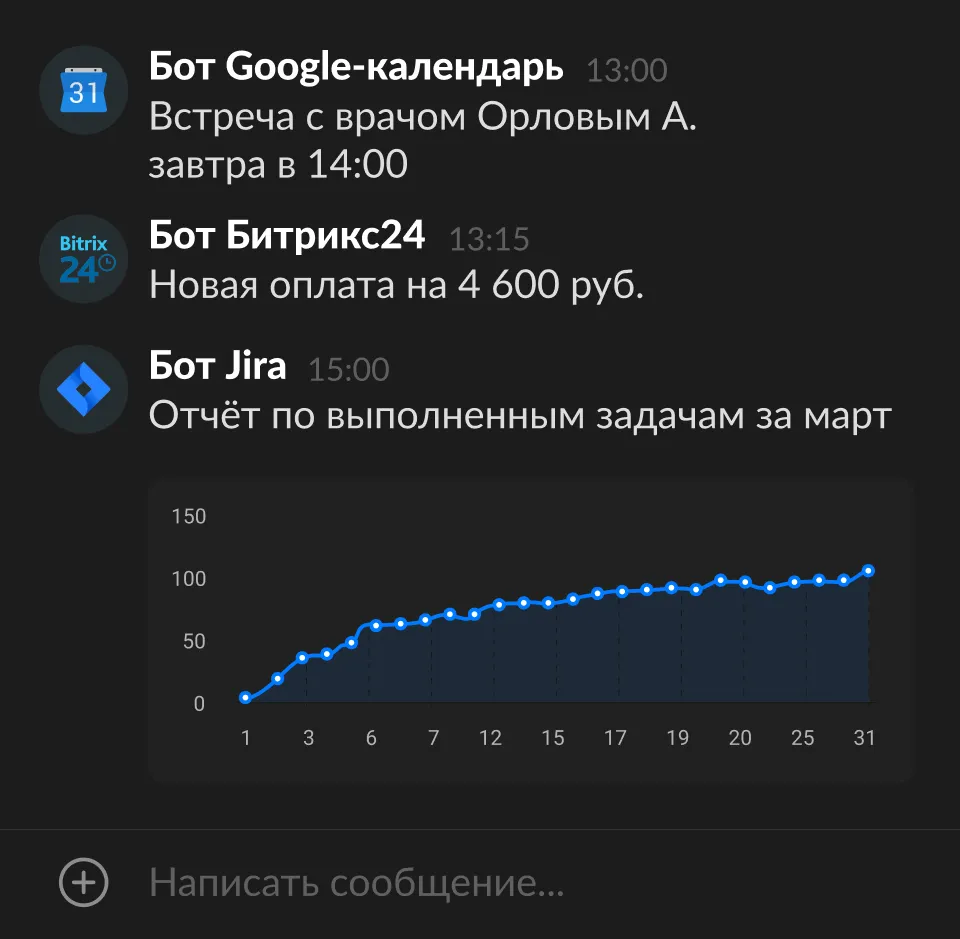 31
Бот Google-календарь 13:00
Встреча с врачом Орловым А.
завтра в 14:00
Bitrix
24
Бот Битрикс24 13:15
Новая оплата на 4 600 руб.
Бот Jira 15:00
Отчёт по выполненным задачам за март
150
100
50
0
1 3 6 7 12 15 17 19 20 25 31
Написать сообщение...